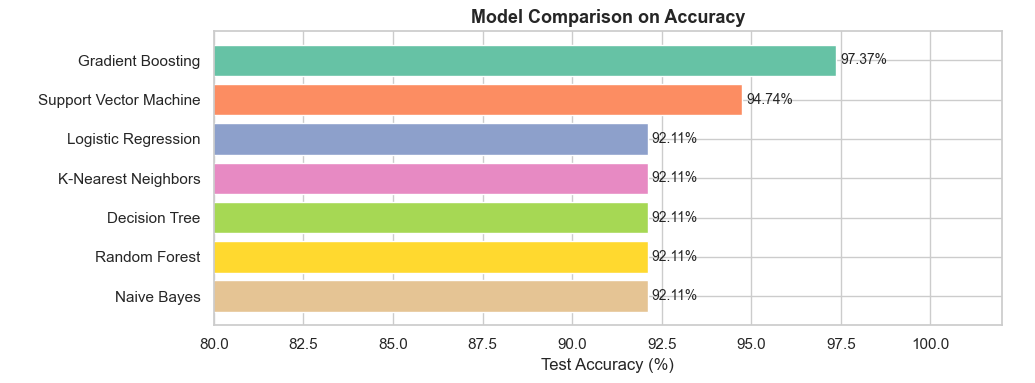 Model Comparison on Accuracy
Gradient Boosting 97.37%
Support Vector Machine 94.74%
Logistic Regression 92.11%
K-Nearest Neighbors 92.11%
Decision Tree 92.11%
Random Forest 92.11%
Naive Bayes 92.11%
80.0 82.5 85.0 87.5 90.0 92.5 95.0 97.5 100.0
Test Accuracy (%)